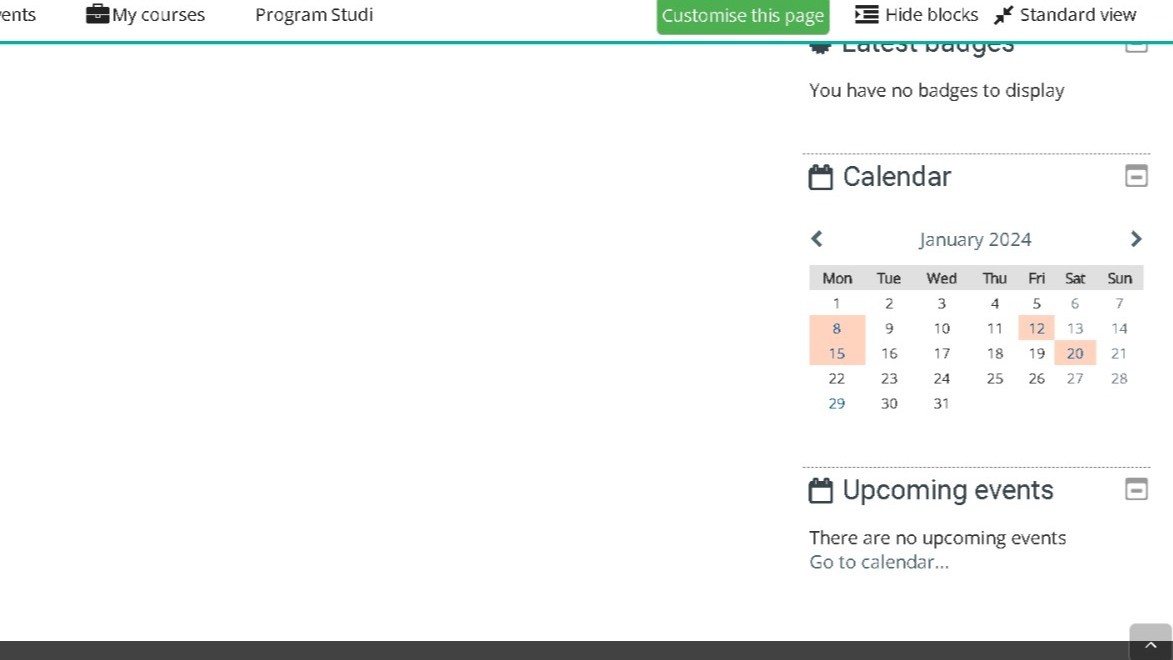 ents
My courses
Program Studi
Customise this page
Hide blocks
Standard view
Latest badges
You have no badges to display
Calendar
January 2024
Mon Tue Wed Thu Fri Sat Sun
1 2 3 4 5 6 7
8 9 10 11 12 13 14
15 16 17 18 19 20 21
22 23 24 25 26 27 28
29 30 31
Upcoming events
There are no upcoming events
Go to calendar...